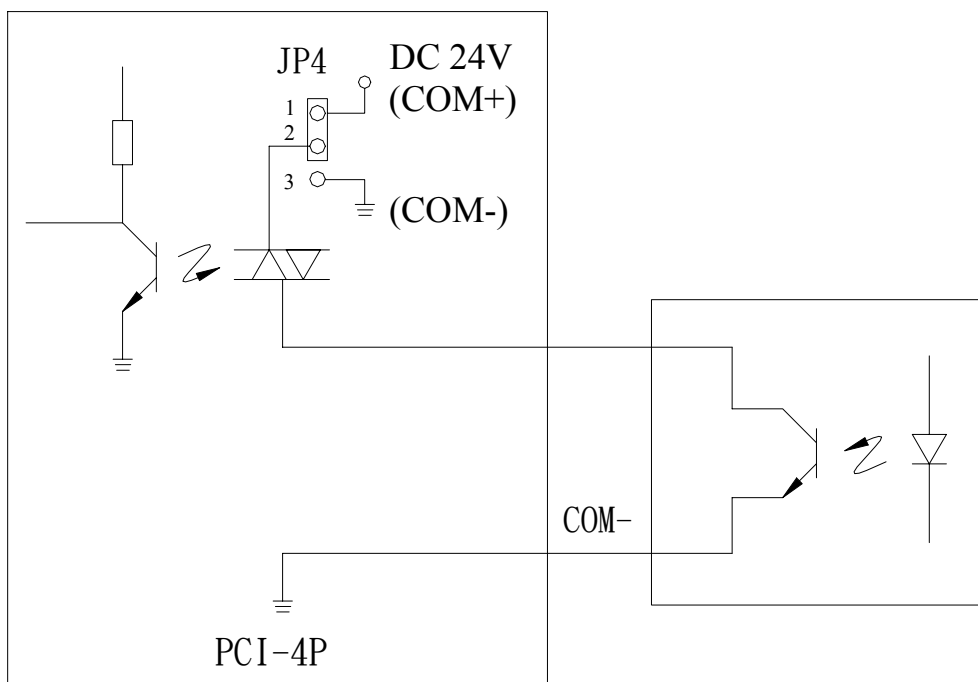 JP4
DC 24V
(COM+)
1
2
3
(COM-)
COM-
PCI-4P